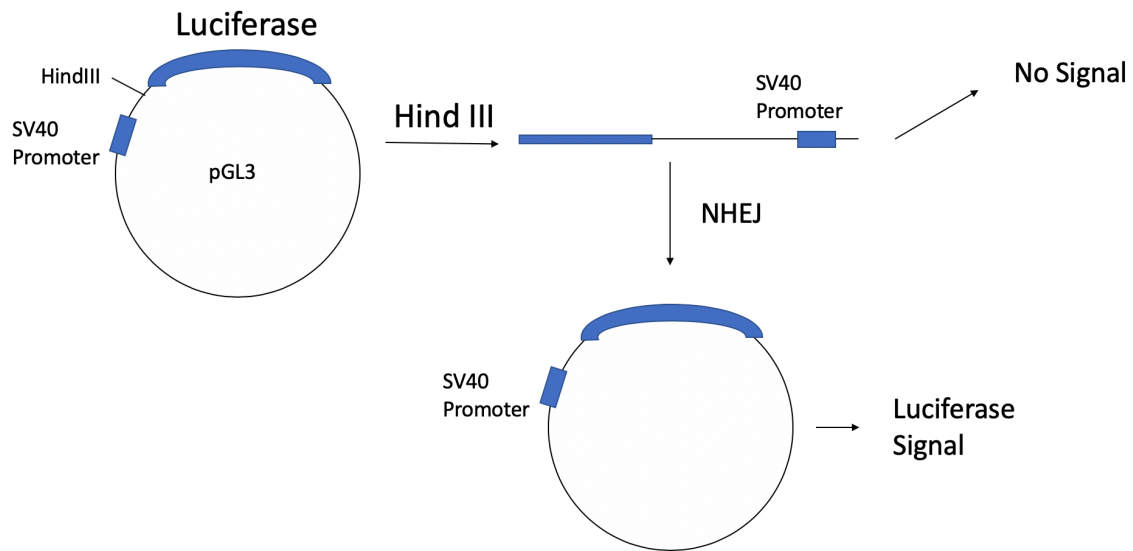 Luciferase
HindIII
SV40
Promoter
pGL3
Hind III
SV40
Promoter
No Signal
NHEJ
SV40
Promoter
Luciferase
Signal